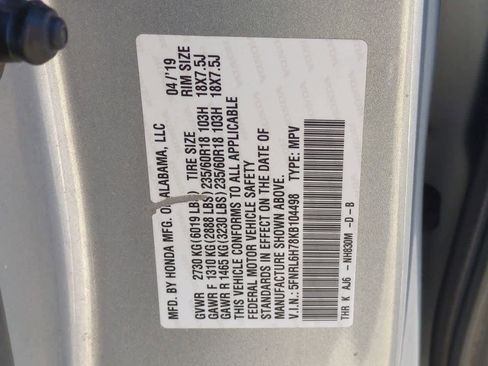 MFD. BY HONDA MFG. OF ALABAMA, LLC 04/'19
TIRE SIZE RIM SIZE
GVWR 2730 KG(6019 LBS)
GAWR F 1310 KG(2888 LBS) 235/60R18 103H 18X7.5J
GAWR R 1465 KG(3230 LBS) 235/60R18 103H 18X7.5J
THIS VEHICLE CONFORMS TO ALL APPLICABLE
FEDERAL MOTOR VEHICLE SAFETY
STANDARDS IN EFFECT ON THE DATE OF
MANUFACTURE SHOWN ABOVE.
V.I.N.: 5FNRL6H78KB104498 TYPE: MPV
THR K AJ6 - NH830M -D -B
HONDA